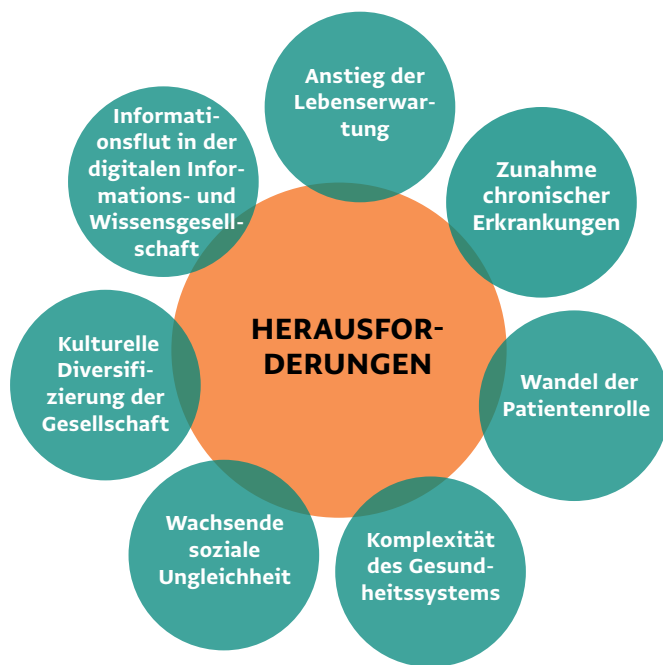 Anstieg der
Lebenserwar-
tung
Zunahme
chronischer
Erkrankungen
Wandel der
Patientenrolle
Komplexität
des Gesund-
heitssystems
Wachsende
soziale
Ungleichheit
Kulturelle
Diversifi-
zierung der
Gesellschaft
Informati-
onsflut in der
digitalen Infor-
mations- und
Wissensgesell-
schaft
HERAUSFOR-
DERUNGEN